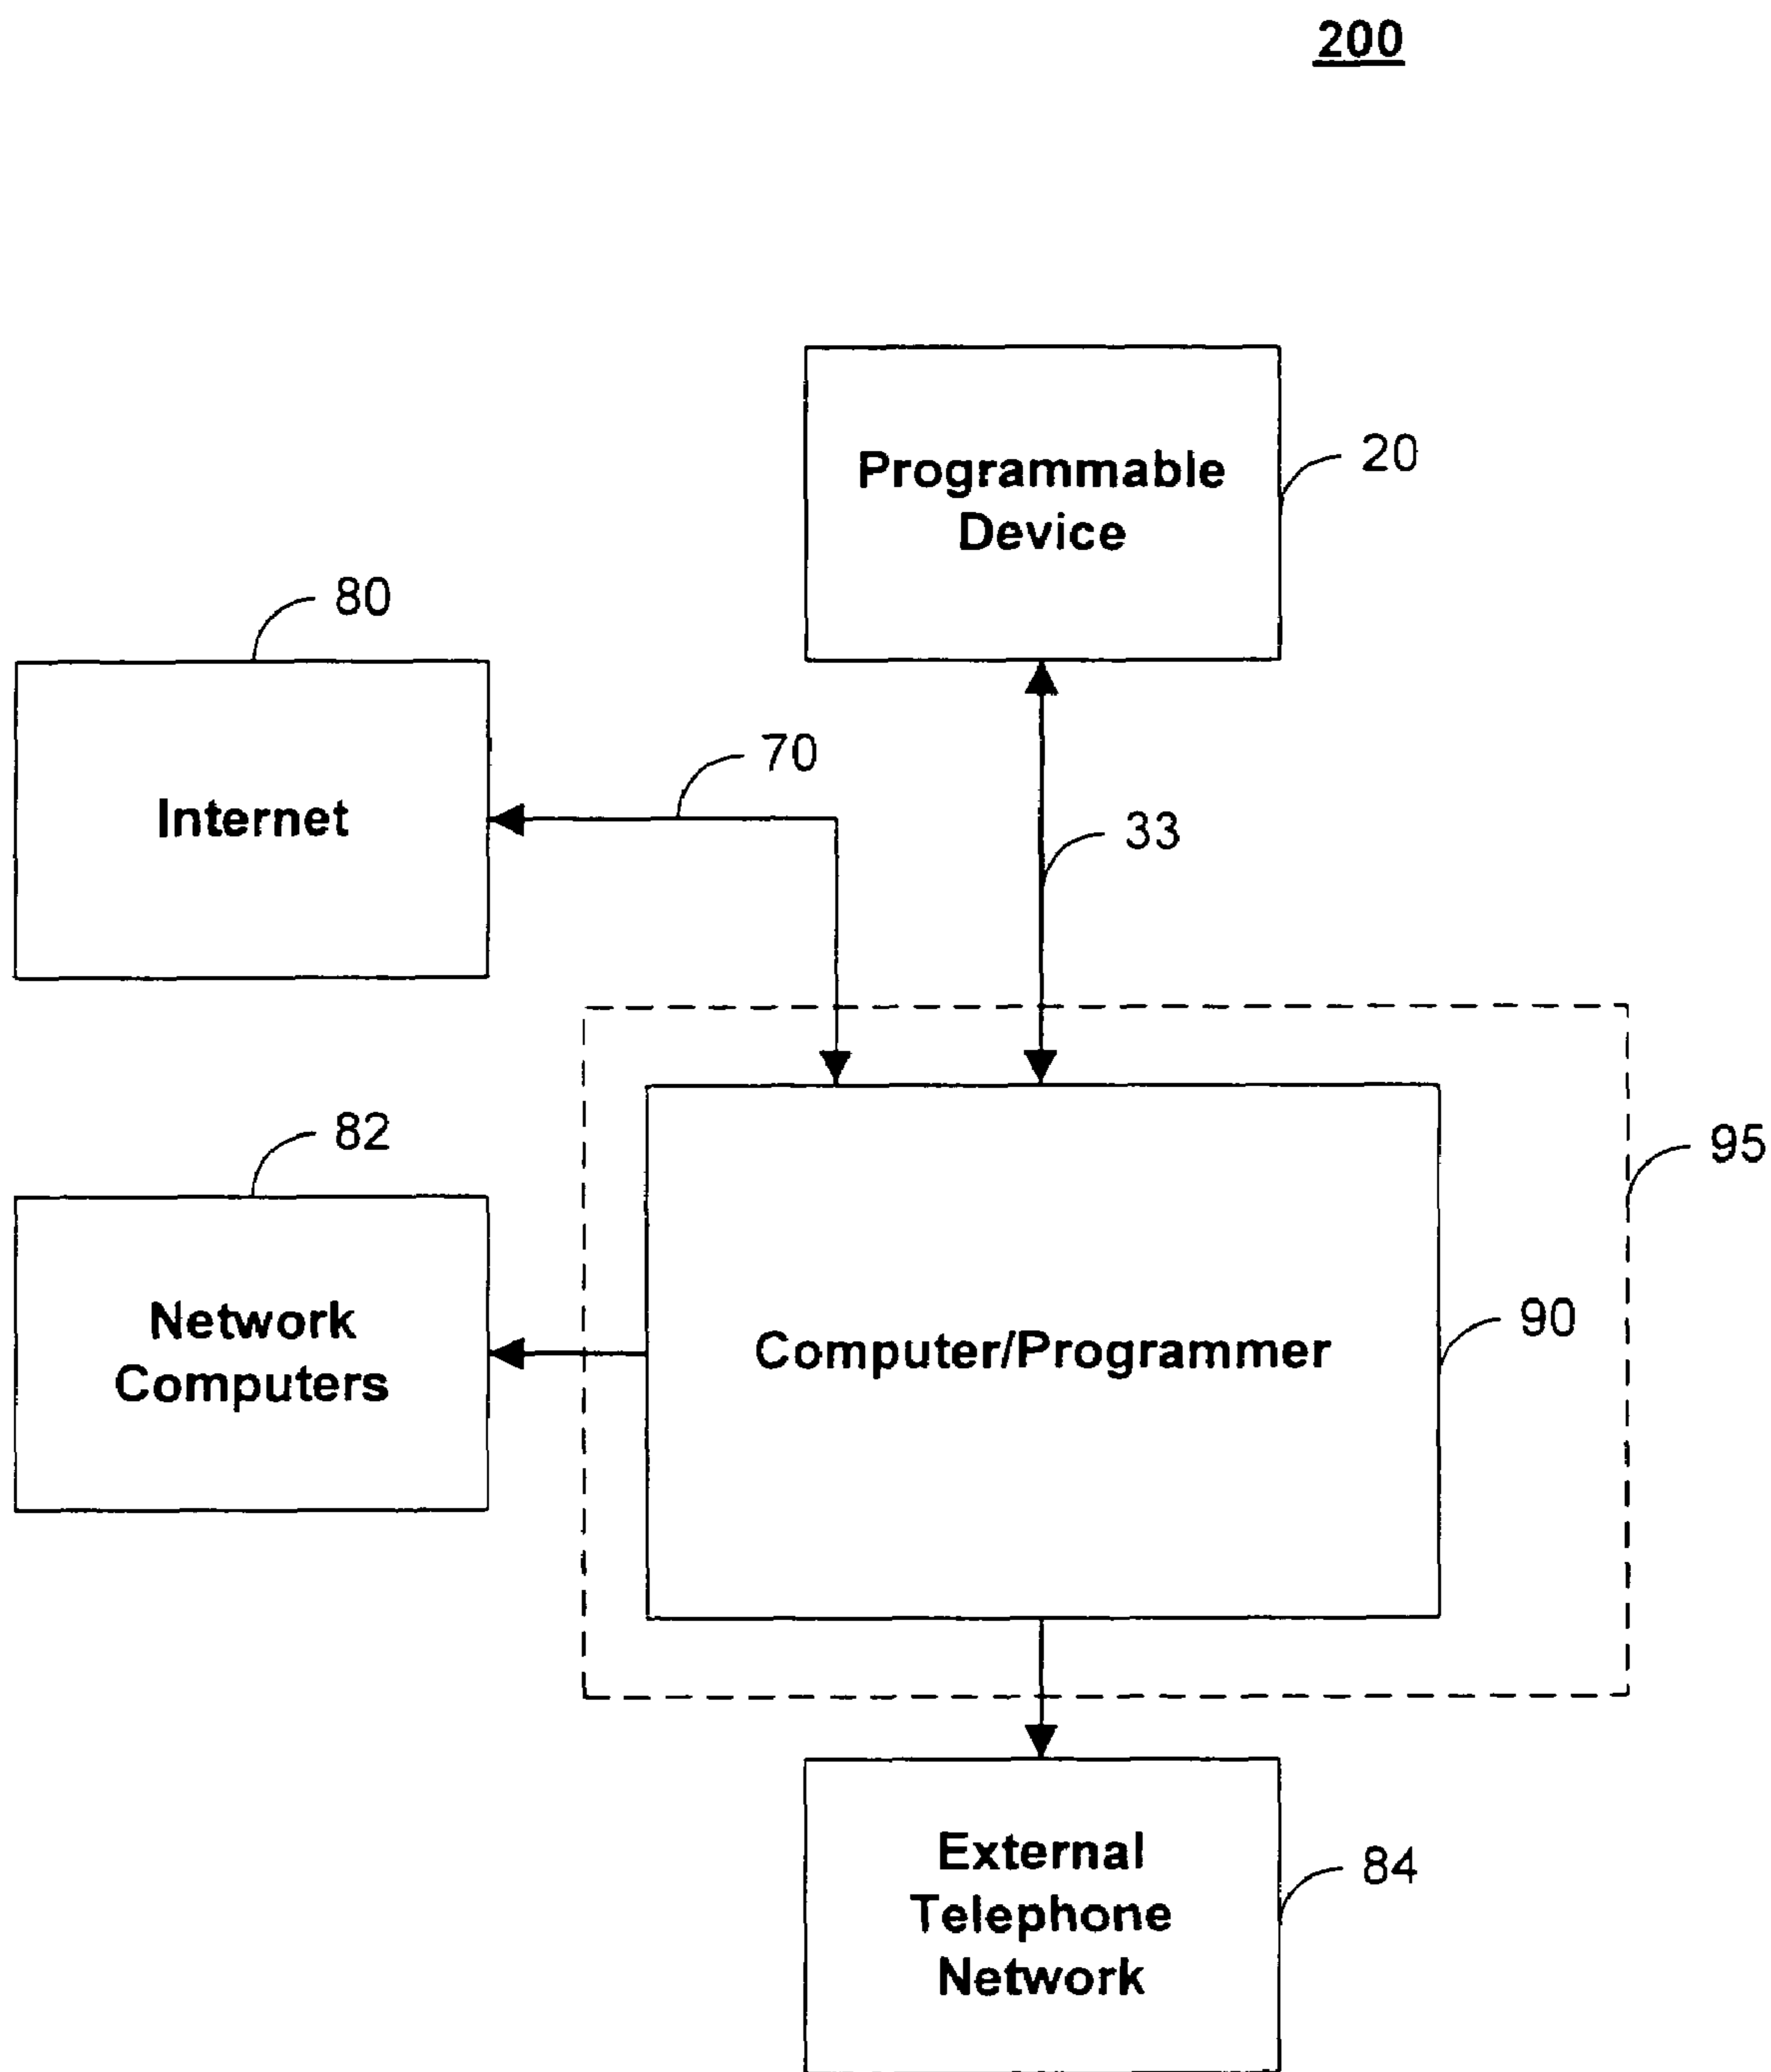 200
Programmable
Device
20
80
Internet
70
33
82
Network
Computers
95
Computer/Programmer
90
External
Telephone
Network
84